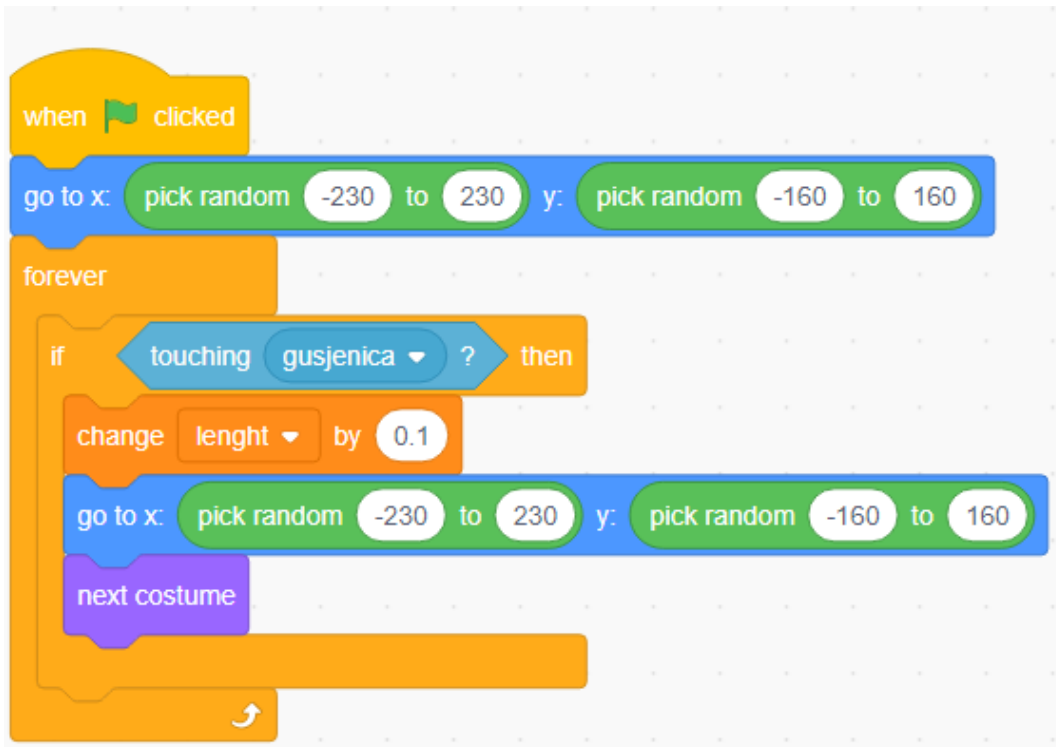 when clicked
go to x: pick random -230 to 230 y: pick random -160 to 160
forever
if touching gusjenica ? then
change lenght by 0.1
go to x: pick random -230 to 230 y: pick random -160 to 160
next costume